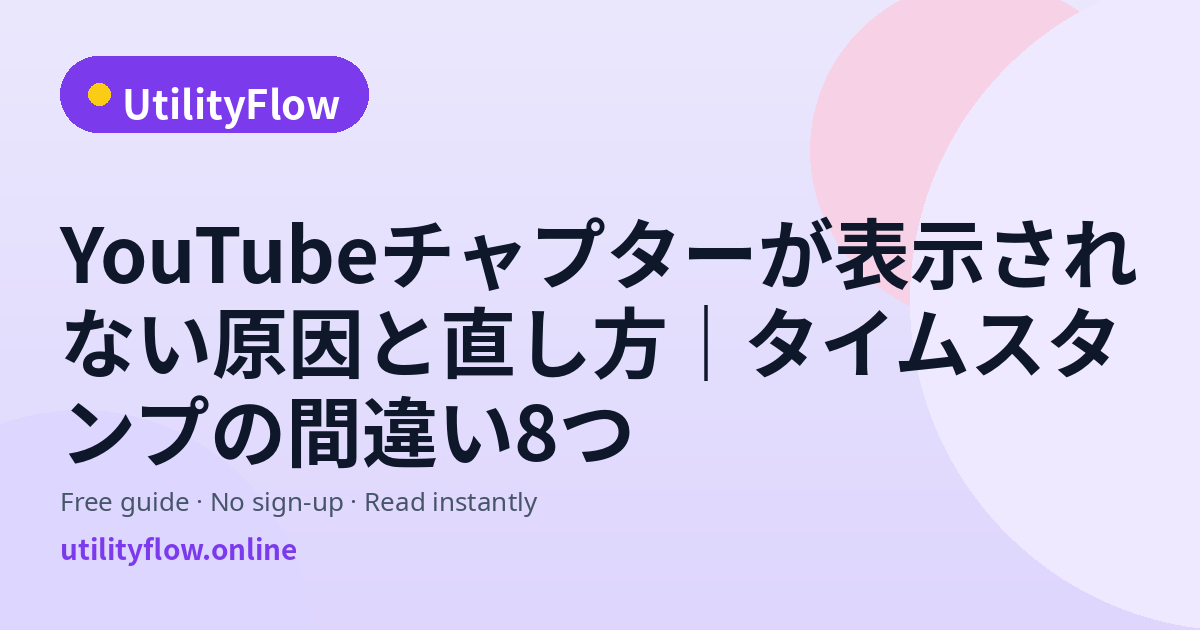 UtilityFlow
YouTubeチャプターが表示され
ない原因と直し方｜タイムスタ
ンプの間違い8つ
Free guide · No sign-up · Read instantly
utilityflow.online